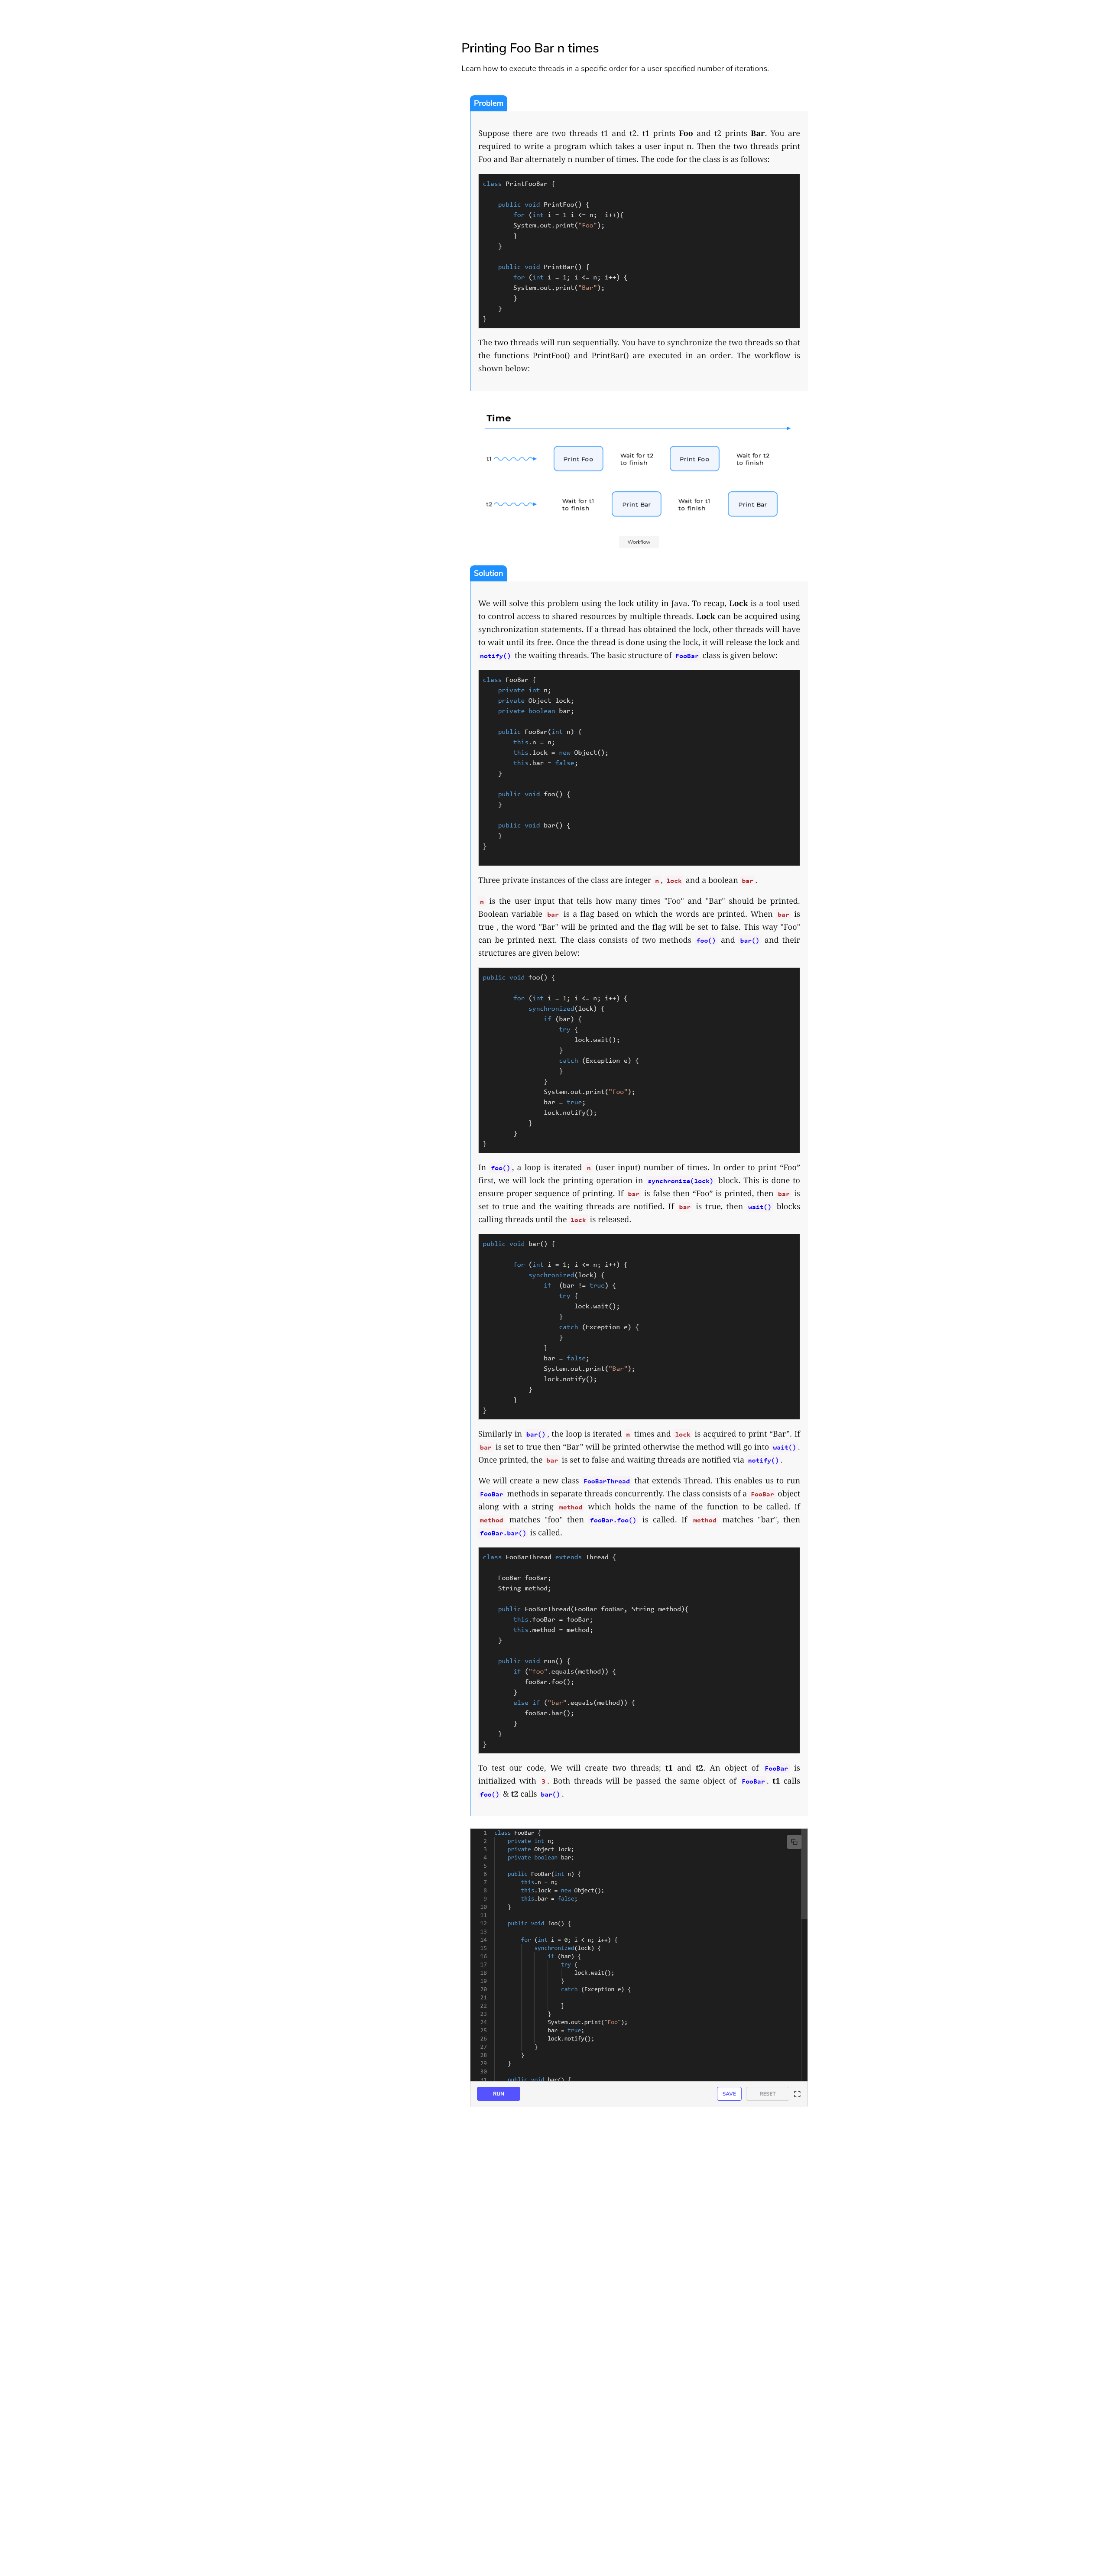 Printing Foo Bar n times
Learn how to execute threads in a specific order for a user specified number of iterations.
Problem
Suppose there are two threads t1 and t2. t1 prints Foo and t2 prints Bar. You are
required to write a program which takes a user input n. Then the two threads print
Foo and Bar alternately n number of times. The code for the class is as follows:
class PrintFooBar {
    public void PrintFoo() {
        for (int i = 1 i <= n;  i++){
        System.out.print("Foo");
        }
    }
    public void PrintBar() {
        for (int i = 1; i <= n; i++) {
        System.out.print("Bar");
        }
    }
}
The two threads will run sequentially. You have to synchronize the two threads so that
the functions PrintFoo() and PrintBar() are executed in an order. The workflow is
shown below:
Time
t1
Print Foo
Wait for t2
to finish
Print Foo
Wait for t2
to finish
t2
Wait for t1
to finish
Print Bar
Wait for t1
to finish
Print Bar
Workflow
Solution
We will solve this problem using the lock utility in Java. To recap, Lock is a tool used
to control access to shared resources by multiple threads. Lock can be acquired using
synchronization statements. If a thread has obtained the lock, other threads will have
to wait until its free. Once the thread is done using the lock, it will release the lock and
notify() the waiting threads. The basic structure of FooBar class is given below:
class FooBar {
    private int n;
    private Object lock;
    private boolean bar;
    public FooBar(int n) {
        this.n = n;
        this.lock = new Object();
        this.bar = false;
    }
    public void foo() {
    }
    public void bar() {
    }
}
Three private instances of the class are integer n, lock and a boolean bar.
n is the user input that tells how many times "Foo" and "Bar" should be printed.
Boolean variable bar is a flag based on which the words are printed. When bar is
true , the word "Bar" will be printed and the flag will be set to false. This way "Foo"
can be printed next. The class consists of two methods foo() and bar() and their
structures are given below:
public void foo() {
        for (int i = 1; i <= n; i++) {
            synchronized(lock) {
                if (bar) {
                    try {
                        lock.wait();
                    }
                    catch (Exception e) {
                    }
                }
                System.out.print("Foo");
                bar = true;
                lock.notify();
            }
        }
}
In foo(), a loop is iterated n (user input) number of times. In order to print “Foo”
first, we will lock the printing operation in synchronize(lock) block. This is done to
ensure proper sequence of printing. If bar is false then “Foo” is printed, then bar is
set to true and the waiting threads are notified. If bar is true, then wait() blocks
calling threads until the lock is released.
public void bar() {
        for (int i = 1; i <= n; i++) {
            synchronized(lock) {
                if  (bar != true) {
                    try {
                        lock.wait();
                    }
                    catch (Exception e) {
                    }
                }
                bar = false;
                System.out.print("Bar");
                lock.notify();
            }
        }
}
Similarly in bar(), the loop is iterated n times and lock is acquired to print “Bar”. If
bar is set to true then “Bar” will be printed otherwise the method will go into wait().
Once printed, the bar is set to false and waiting threads are notified via notify().
We will create a new class FooBarThread that extends Thread. This enables us to run
FooBar methods in separate threads concurrently. The class consists of a FooBar object
along with a string method which holds the name of the function to be called. If
method matches "foo" then fooBar.foo() is called. If method matches "bar", then
fooBar.bar() is called.
class FooBarThread extends Thread {
    FooBar fooBar;
    String method;
    public FooBarThread(FooBar fooBar, String method){
        this.fooBar = fooBar;
        this.method = method;
    }
    public void run() {
        if ("foo".equals(method)) {
           fooBar.foo();
        }
        else if ("bar".equals(method)) {
           fooBar.bar();
        }
    }
}
To test our code, We will create two threads; t1 and t2. An object of FooBar is
initialized with 3. Both threads will be passed the same object of FooBar. t1 calls
foo() & t2 calls bar().
1 class FooBar {
2     private int n;
3     private Object lock;
4     private boolean bar;
5
6     public FooBar(int n) {
7         this.n = n;
8         this.lock = new Object();
9         this.bar = false;
10     }
11
12     public void foo() {
13
14         for (int i = 0; i < n; i++) {
15             synchronized(lock) {
16                 if (bar) {
17                     try {
18                         lock.wait();
19                     }
20                     catch (Exception e) {
21
22                     }
23                 }
24                 System.out.print("Foo");
25                 bar = true;
26                 lock.notify();
27             }
28         }
29     }
30
31     public void bar() {
RUN
SAVE
RESET